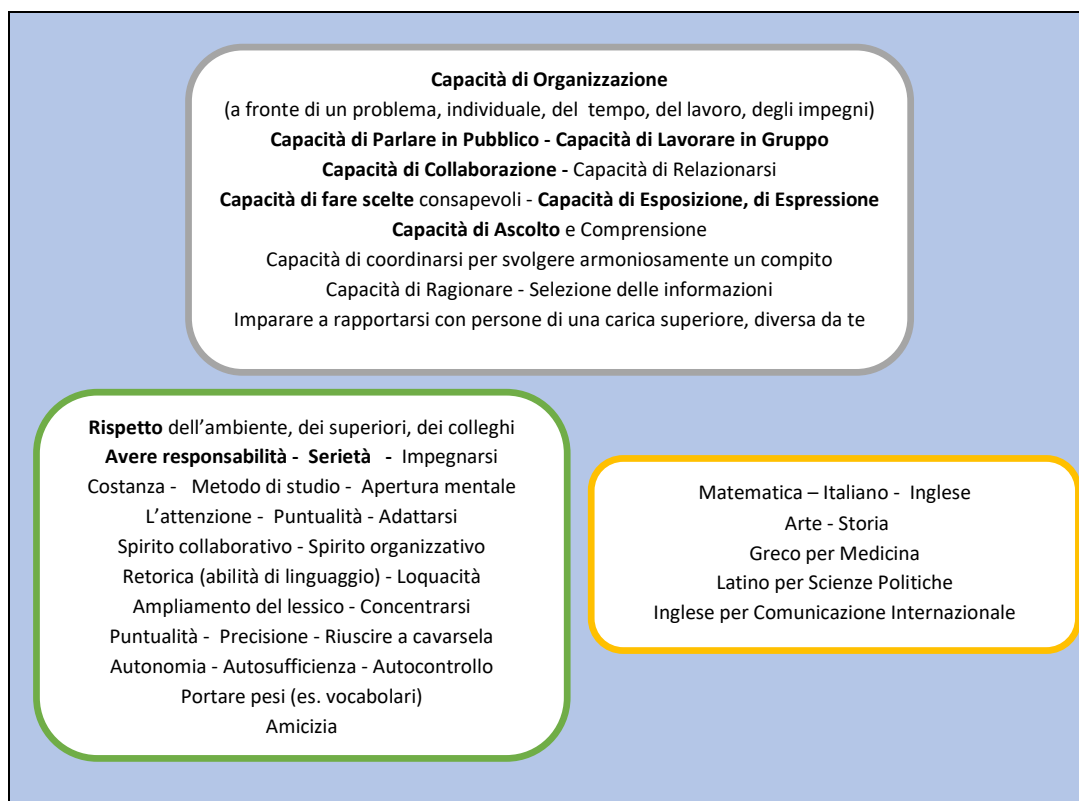 Capacità di Organizzazione
(a fronte di un problema, individuale, del tempo, del lavoro, degli impegni)
Capacità di Parlare in Pubblico - Capacità di Lavorare in Gruppo
Capacità di Collaborazione - Capacità di Relazionarsi
Capacità di fare scelte consapevoli - Capacità di Esposizione, di Espressione
Capacità di Ascolto e Comprensione
Capacità di coordinarsi per svolgere armoniosamente un compito
Capacità di Ragionare - Selezione delle informazioni
Imparare a rapportarsi con persone di una carica superiore, diversa da te
Rispetto dell’ambiente, dei superiori, dei colleghi
Avere responsabilità - Serietà - Impegnarsi
Costanza - Metodo di studio - Apertura mentale
L’attenzione - Puntualità - Adattarsi
Spirito collaborativo - Spirito organizzativo
Retorica (abilità di linguaggio) - Loquacità
Ampliamento del lessico - Concentrarsi
Puntualità - Precisione - Riuscire a cavarsela
Autonomia - Autosufficienza - Autocontrollo
Portare pesi (es. vocabolari)
Amicizia
Matematica – Italiano - Inglese
Arte - Storia
Greco per Medicina
Latino per Scienze Politiche
Inglese per Comunicazione Internazionale